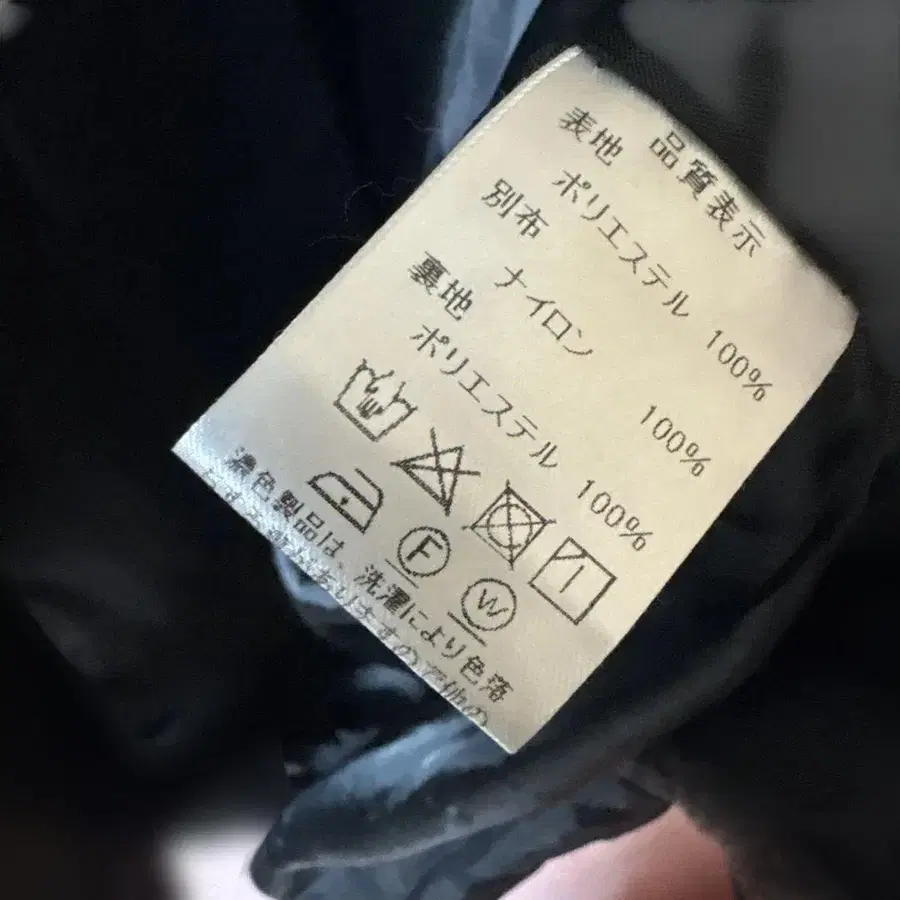 品質表示
表地
ポリエステル 100%
別布
ナイロン 100%
裏地
ポリエステル 100%
F
W
濃色製品は、洗濯により色落